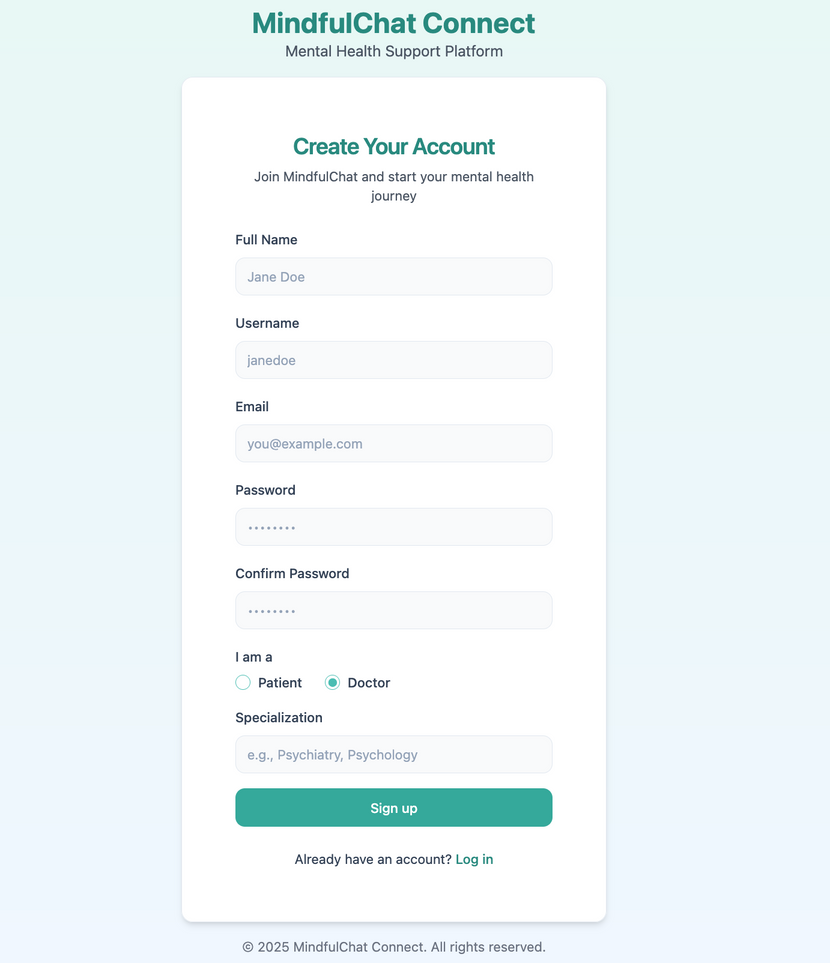 MindfulChat Connect
Mental Health Support Platform
Create Your Account
Join MindfulChat and start your mental health
journey
Full Name
Jane Doe
Username
janedoe
Email
you@example.com
Password
••••••••
Confirm Password
••••••••
I am a
Patient Doctor
Specialization
e.g., Psychiatry, Psychology
Sign up
Already have an account? Log in
© 2025 MindfulChat Connect. All rights reserved.